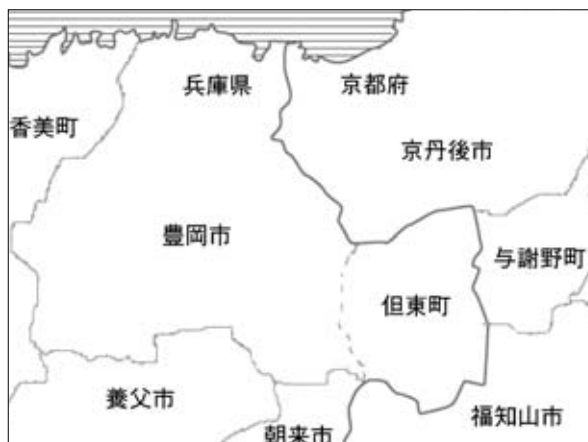 兵庫県
京都府
香美町
京丹後市
豊岡市
与謝野町
但東町
養父市
福知山市
朝来市